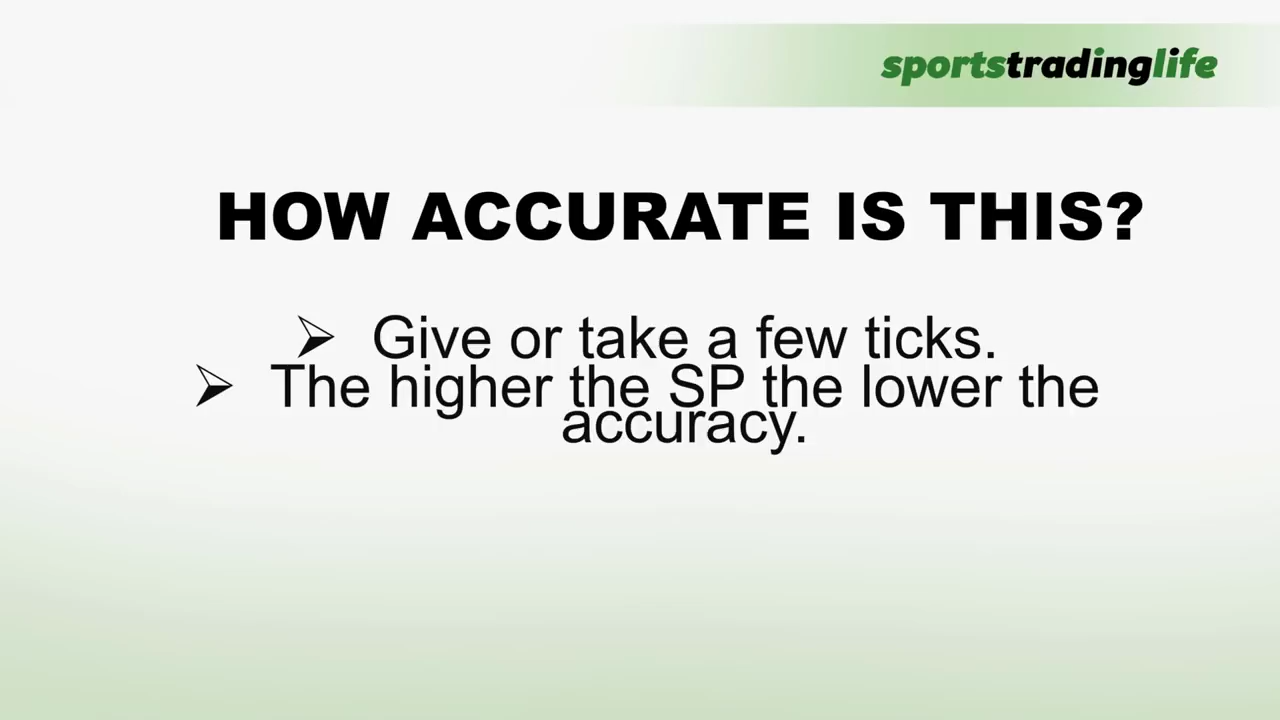 sportstradinglife
HOW ACCURATE IS THIS?
➢ Give or take a few ticks.
➢ The higher the SP the lower the
accuracy.